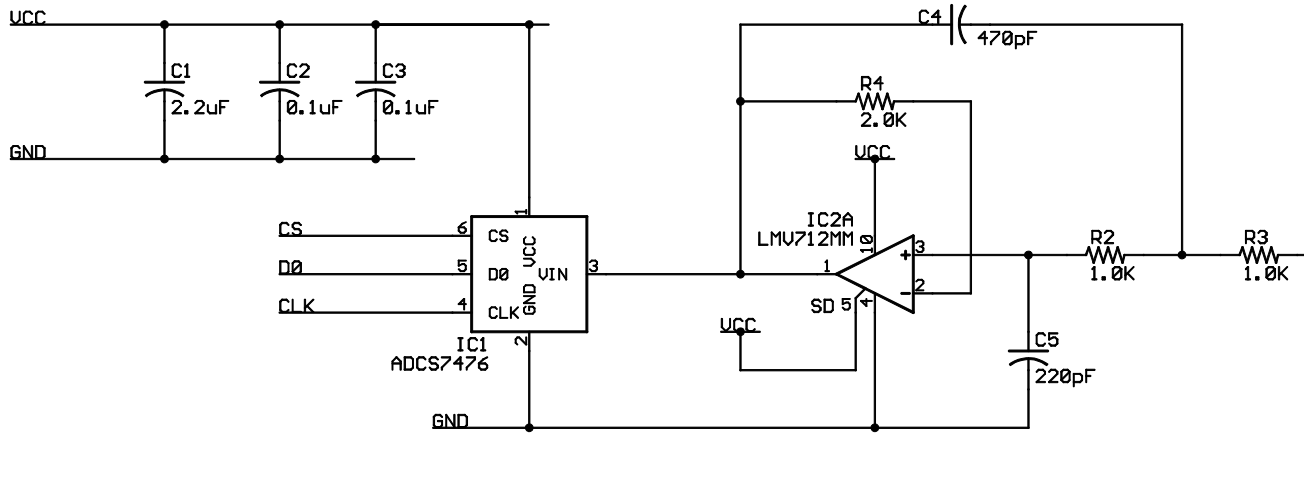 VCC
C1
2.2uF
C2
0.1uF
C3
0.1uF
GND
C4
470pF
R4
2.0K
VCC
IC2A
LMV712MM
10
1
3
2
+
-
SD 5
4
VCC
R2
1.0K
R3
1.0K
C5
220pF
CS
D0
CLK
6
5
4
1
3
2
CS
D0
CLK
VCC
VIN
GND
IC1
ADCS7476
GND